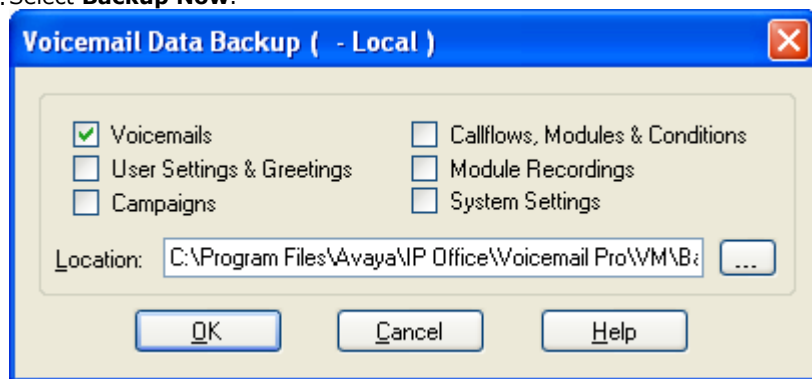 . Select Backup Now.
Voicemail Data Backup ( - Local )
Voicemails
Callflows, Modules & Conditions
User Settings & Greetings
Module Recordings
Campaigns
System Settings
Location: C:\Program Files\Avaya\IP Office\Voicemail Pro\VM\Ba ...
OK Cancel Help